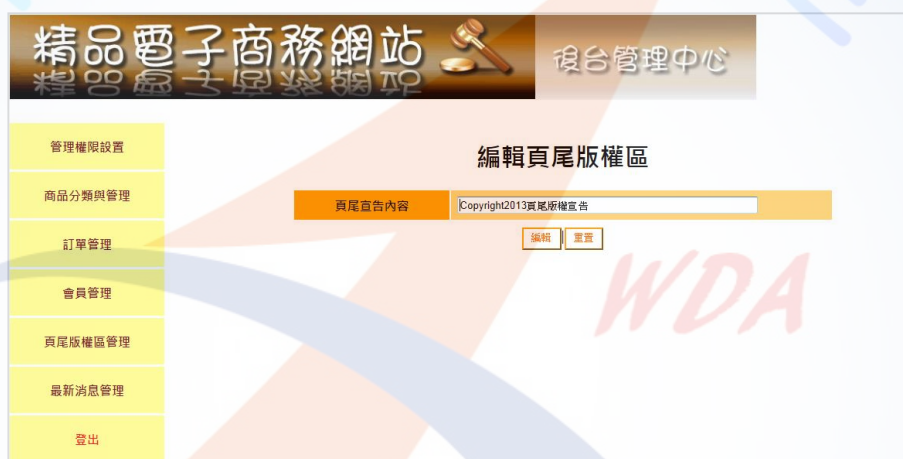 精品電子商務網站
後台管理中心
管理權限設置
商品分類與管理
訂單管理
會員管理
頁尾版權區管理
最新消息管理
登出
編輯頁尾版權區
頁尾宣告內容
Copyright2013頁尾版權宣告
編輯 | 重置
WDA